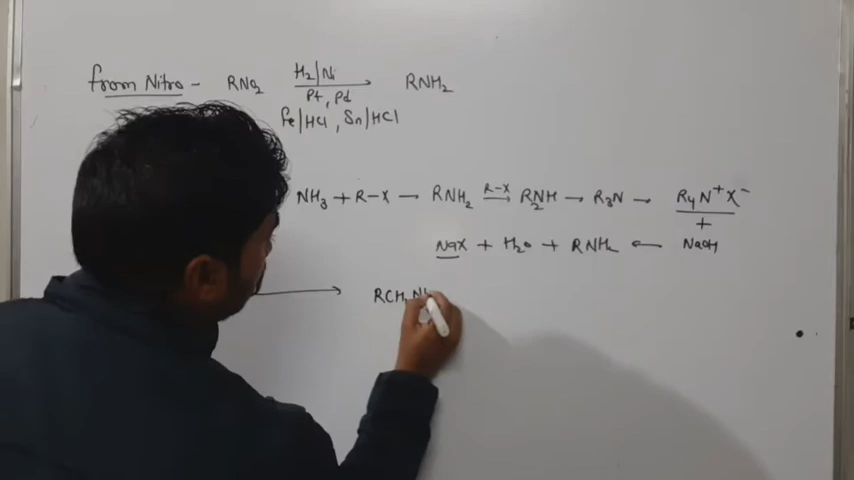 from Nitro - RNO2 H2|Ni RNH2
Pt, Pd
Fe|HCl, Sn|HCl
NH3 + R-X → RNH2 R-X → R2NH → R3N → R4N+X-
+
NaX + H2O + RNH2 ← NaOH
→ RCH2N